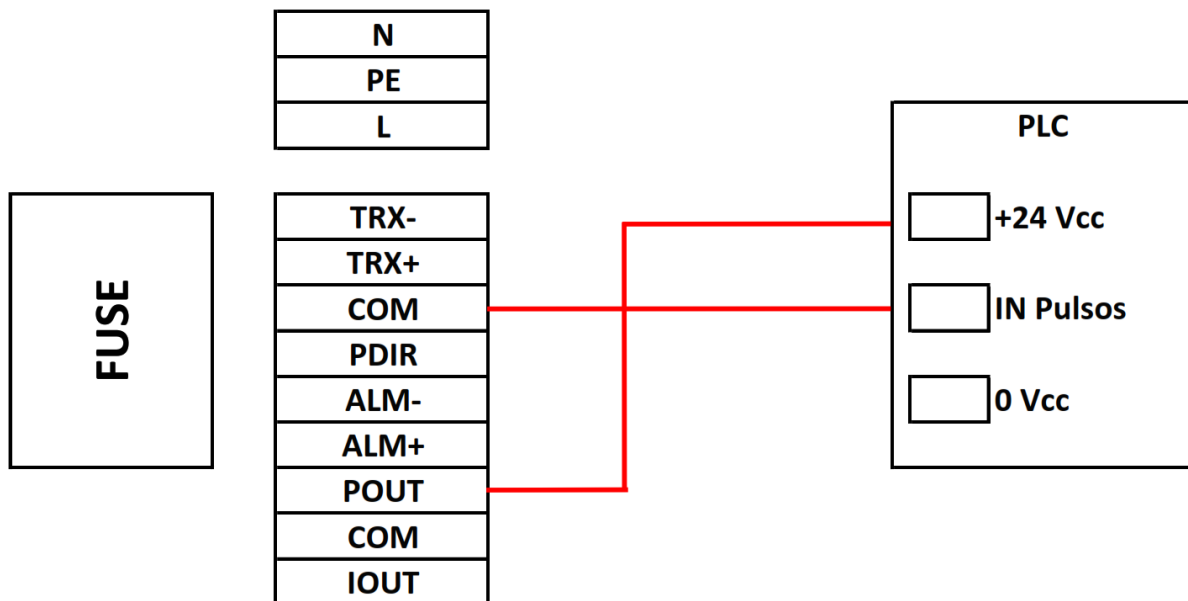 N
PE
L
FUSE
TRX-
TRX+
COM
PDIR
ALM-
ALM+
POUT
COM
IOUT
PLC
+24 Vcc
IN Pulsos
0 Vcc